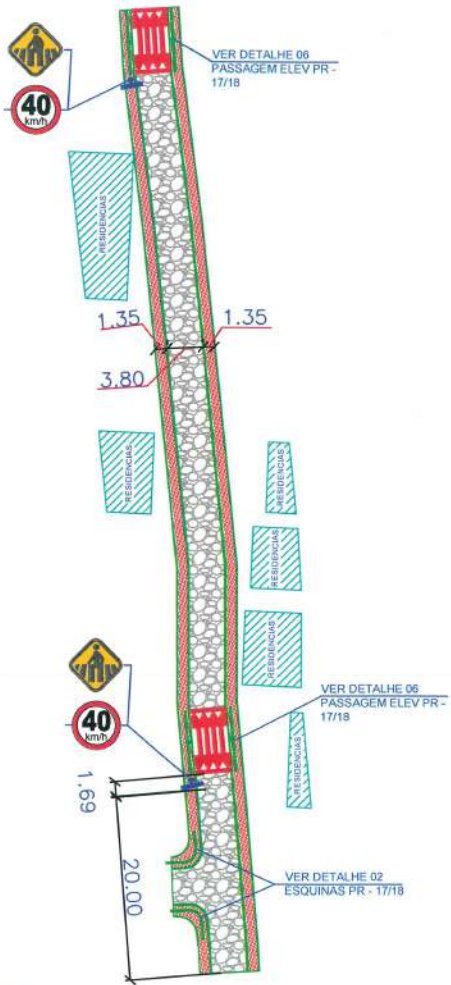 VER DETALHE 06
PASSAGEM ELEV PR -
17/18
40
km/h
RESIDENCIAS
1.35
1.35
3.80
RESIDENCIAS
RESIDENCIAS
RESIDENCIAS
RESIDENCIAS
VER DETALHE 06
PASSAGEM ELEV PR -
17/18
40
km/h
RESIDENCIAS
1.69
20.00
VER DETALHE 02
ESQUINAS PR - 17/18